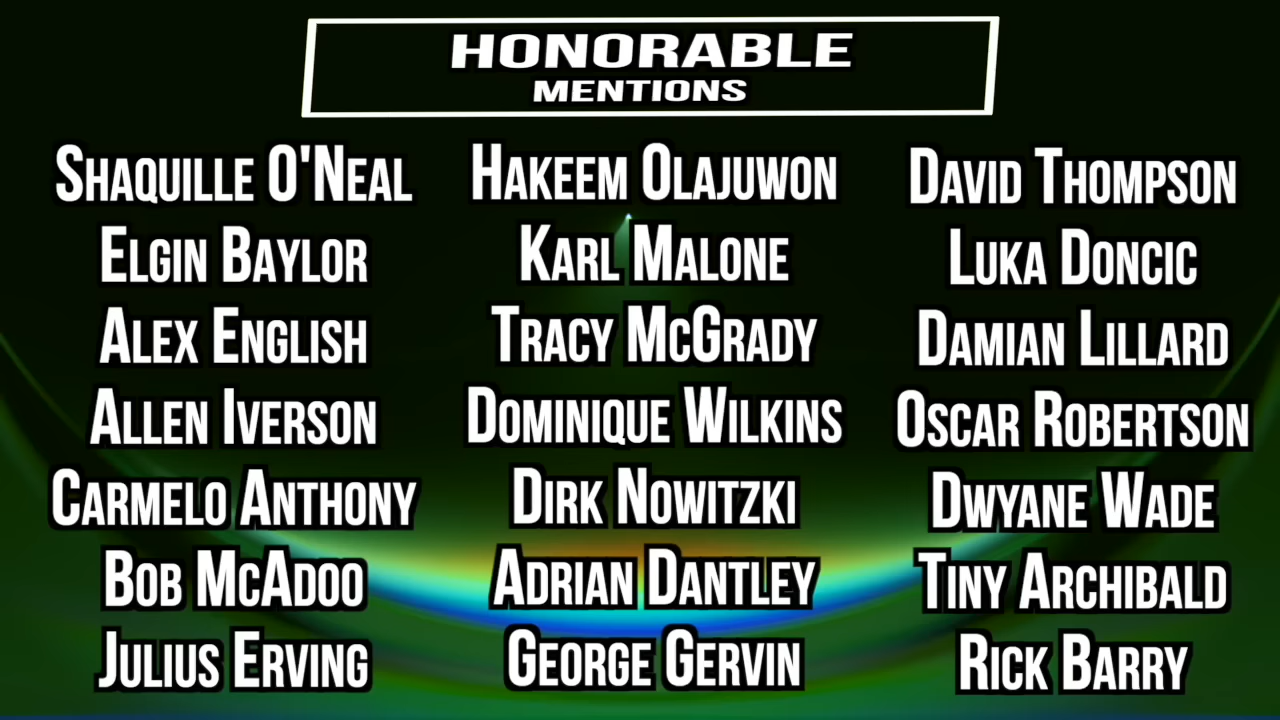 HONORABLE
MENTIONS
SHAQUILLE O'NEAL
ELGIN BAYLOR
ALEX ENGLISH
ALLEN IVERSON
CARMELO ANTHONY
BOB MCADOO
JULIUS ERVING
HAKEEM OLAJUWON
KARL MALONE
TRACY MCGRADY
DOMINIQUE WILKINS
DIRK NOWITZKI
ADRIAN DANTLEY
GEORGE GERVIN
DAVID THOMPSON
LUKA DONCIC
DAMIAN LILLARD
OSCAR ROBERTSON
DWYANE WADE
TINY ARCHIBALD
RICK BARRY